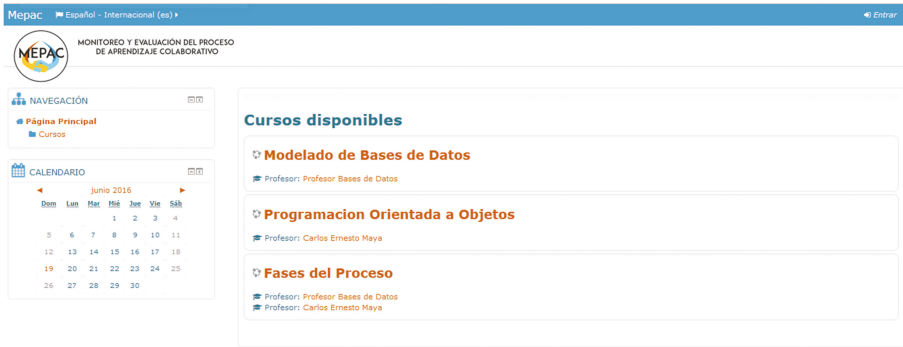 Mepac Español - Internacional (es) Entrar
MEPAC
MONITOREO Y EVALUACIÓN DEL PROCESO
DE APRENDIZAJE COLABORATIVO
NAVEGACIÓN
Página Principal
Cursos
CALENDARIO
junio 2016
Dom Lun Mar Mié Jue Vie Sáb
1 2 3 4
5 6 7 8 9 10 11
12 13 14 15 16 17 18
19 20 21 22 23 24 25
26 27 28 29 30
Cursos disponibles
Modelado de Bases de Datos
Profesor: Profesor Bases de Datos
Programacion Orientada a Objetos
Profesor: Carlos Ernesto Maya
Fases del Proceso
Profesor: Profesor Bases de Datos
Profesor: Carlos Ernesto Maya